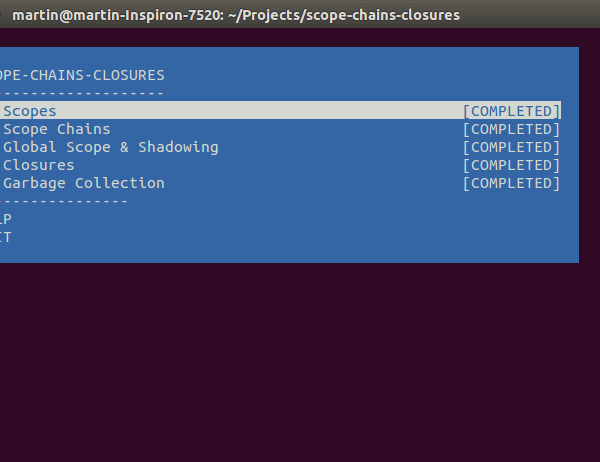 martin@martin-Inspiron-7520: ~/Projects/scope-chains-closures
OPE-CHAINS-CLOSURES
-------------------
Scopes [COMPLETED]
Scope Chains [COMPLETED]
Global Scope & Shadowing [COMPLETED]
Closures [COMPLETED]
Garbage Collection [COMPLETED]
---------------
LP
IT